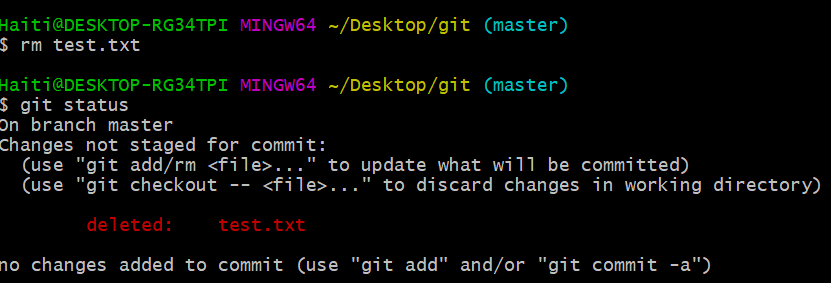 Haiti@DESKTOP-RG34TPI MINGW64 ~/Desktop/git (master)
$ rm test.txt
Haiti@DESKTOP-RG34TPI MINGW64 ~/Desktop/git (master)
$ git status
On branch master
Changes not staged for commit:
  (use "git add/rm <file>..." to update what will be committed)
  (use "git checkout -- <file>..." to discard changes in working directory)
        deleted:    test.txt
no changes added to commit (use "git add" and/or "git commit -a")